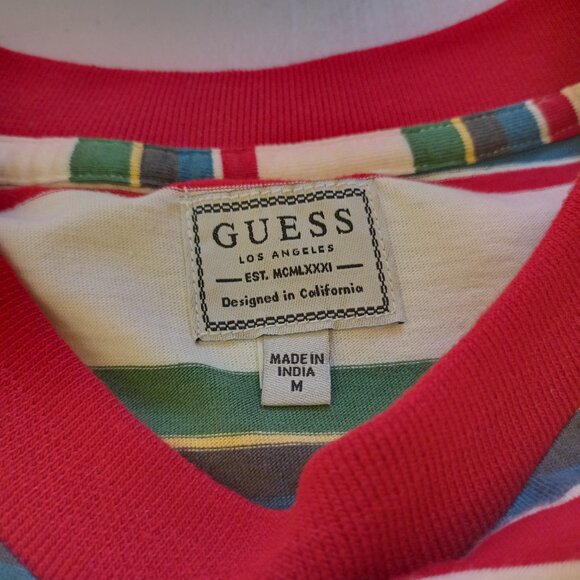 GUESS
LOS ANGELES
EST. MCMLXXXI
Designed in California
MADE IN
INDIA
M